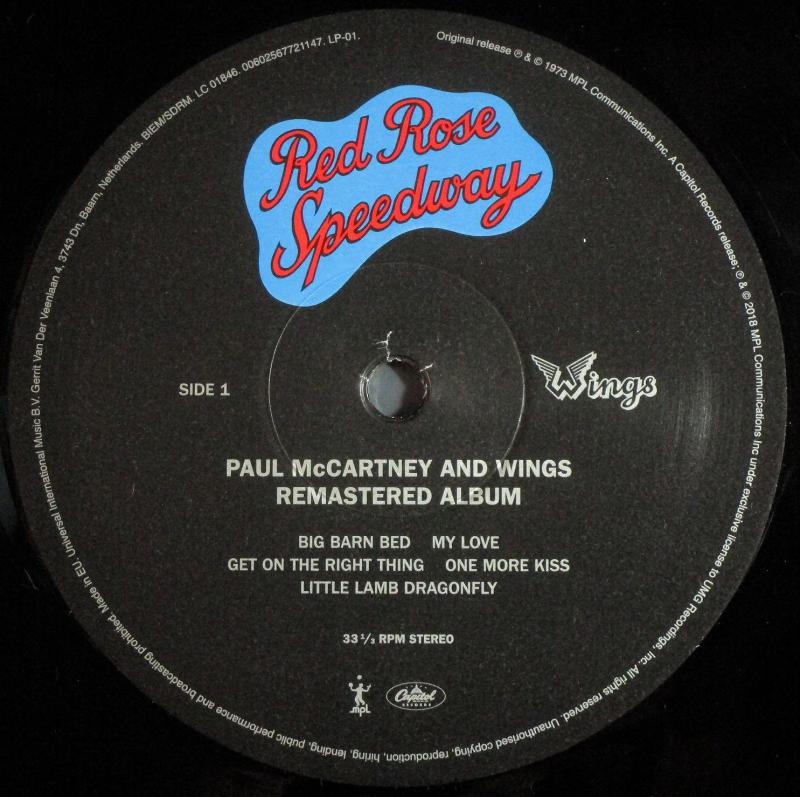 Original release ℗ & © 1973 MPL Communications Inc. A Capitol Records release; ℗ & © 2018 MPL Communications Inc under exclusive license to UMG Recordings, Inc. All rights reserved. Unauthorised copying, reproduction, hiring, lending, public performance and broadcasting prohibited. Made in EU. Universal International Music B.V. Gerrit Van Der Veenlaan 4, 3743 Dn, Baarn, Netherlands. BIEM/SDRM. LC 01846. 00602567721147. LP-01.
Red Rose
Speedway
SIDE 1
Wings
PAUL McCARTNEY AND WINGS
REMASTERED ALBUM
BIG BARN BED MY LOVE
GET ON THE RIGHT THING ONE MORE KISS
LITTLE LAMB DRAGONFLY
33 1/3 RPM STEREO
mpl
Capitol
RECORDS